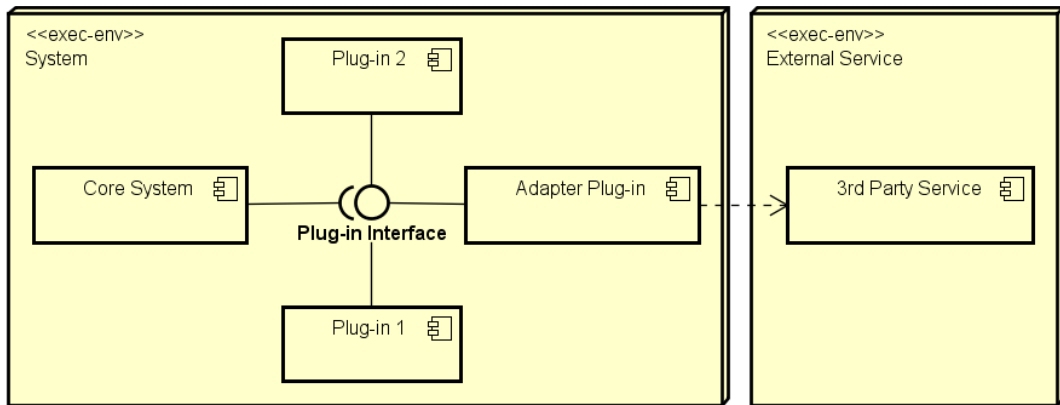 <<exec-env>>
System
Plug-in 2
Core System
Adapter Plug-in
Plug-in Interface
Plug-in 1
<<exec-env>>
External Service
3rd Party Service